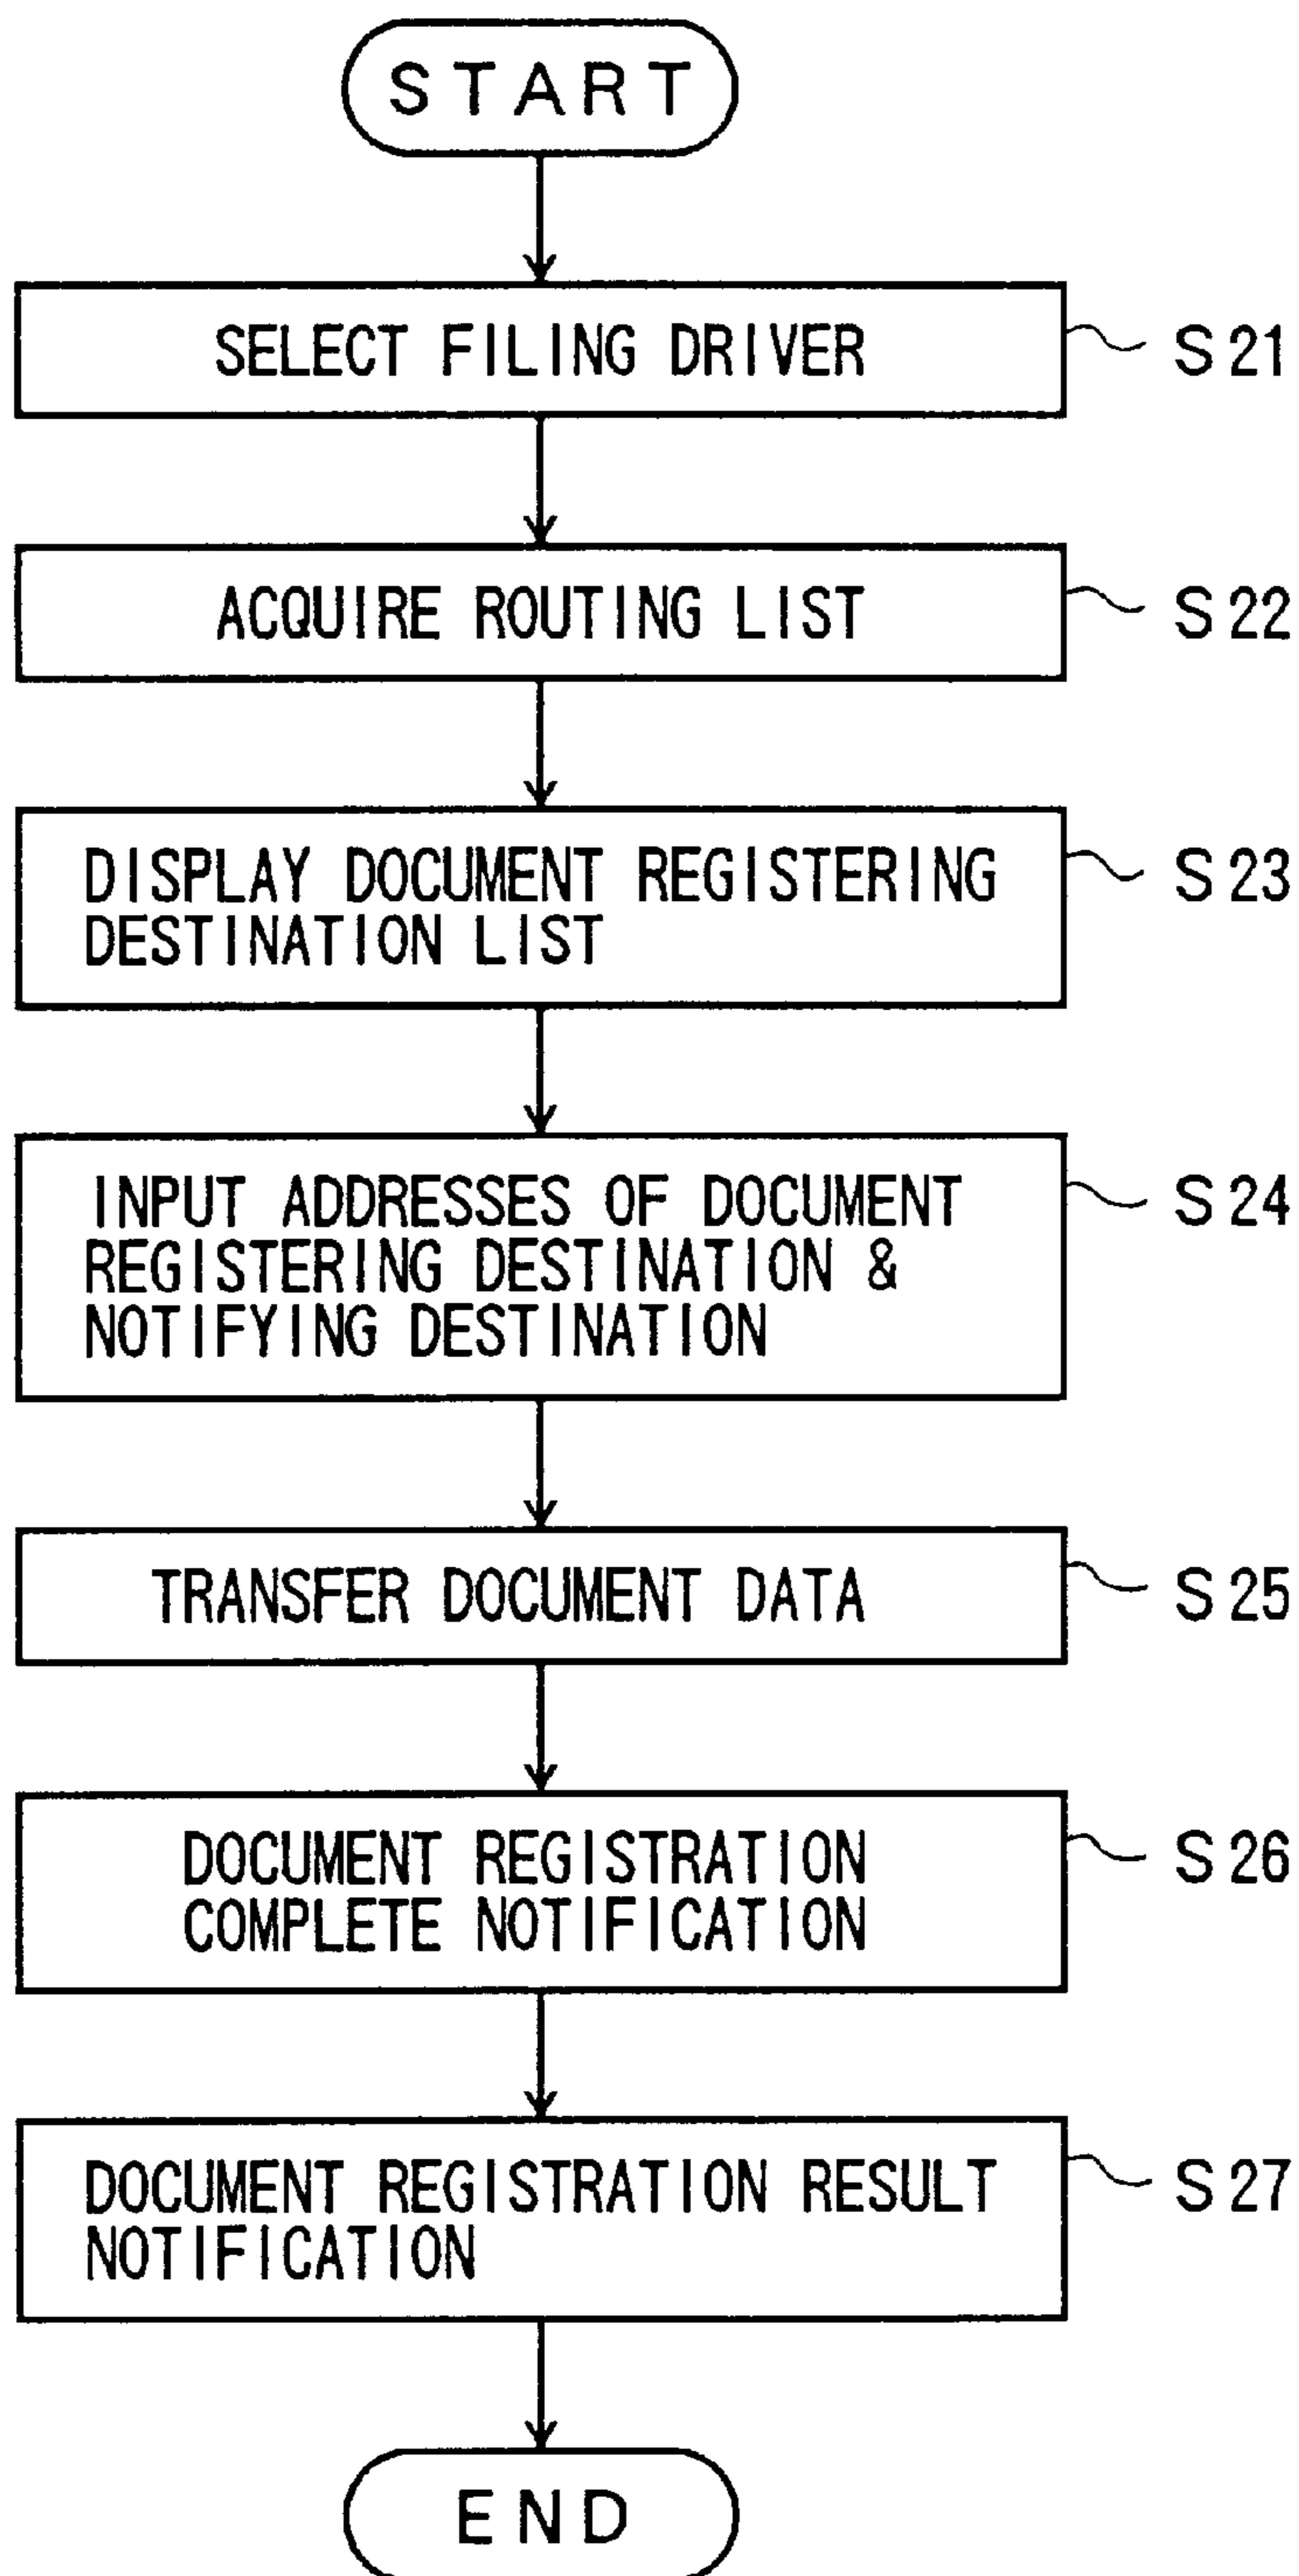 START
SELECT FILING DRIVER
S21
ACQUIRE ROUTING LIST
S22
DISPLAY DOCUMENT REGISTERING
DESTINATION LIST
S23
INPUT ADDRESSES OF DOCUMENT
REGISTERING DESTINATION &
NOTIFYING DESTINATION
S24
TRANSFER DOCUMENT DATA
S25
DOCUMENT REGISTRATION
COMPLETE NOTIFICATION
S26
DOCUMENT REGISTRATION RESULT
NOTIFICATION
S27
END